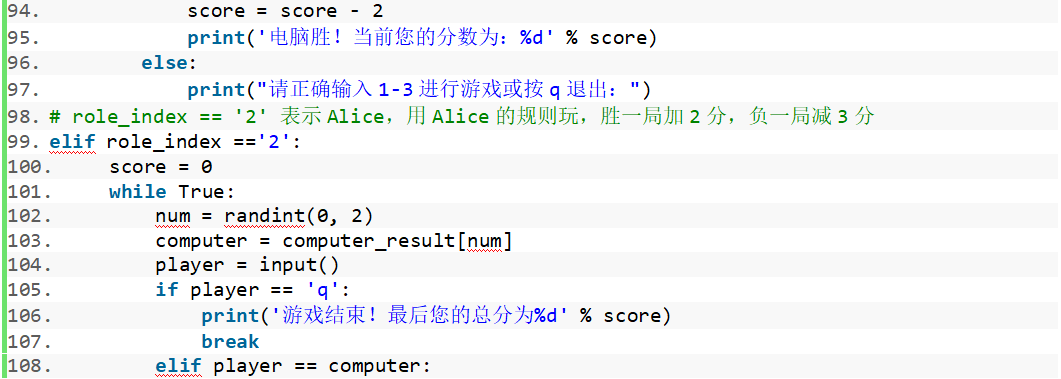 94. score = score - 2
95. print('电脑胜！当前您的分数为：%d' % score)
96. else:
97. print("请正确输入 1-3 进行游戏或按 q 退出：")
98. # role_index == '2' 表示 Alice，用 Alice 的规则玩，胜一局加 2 分，负一局减 3 分
99. elif role_index =='2':
100. score = 0
101. while True:
102. num = randint(0, 2)
103. computer = computer_result[num]
104. player = input()
105. if player == 'q':
106. print('游戏结束！最后您的总分为%d' % score)
107. break
108. elif player == computer: